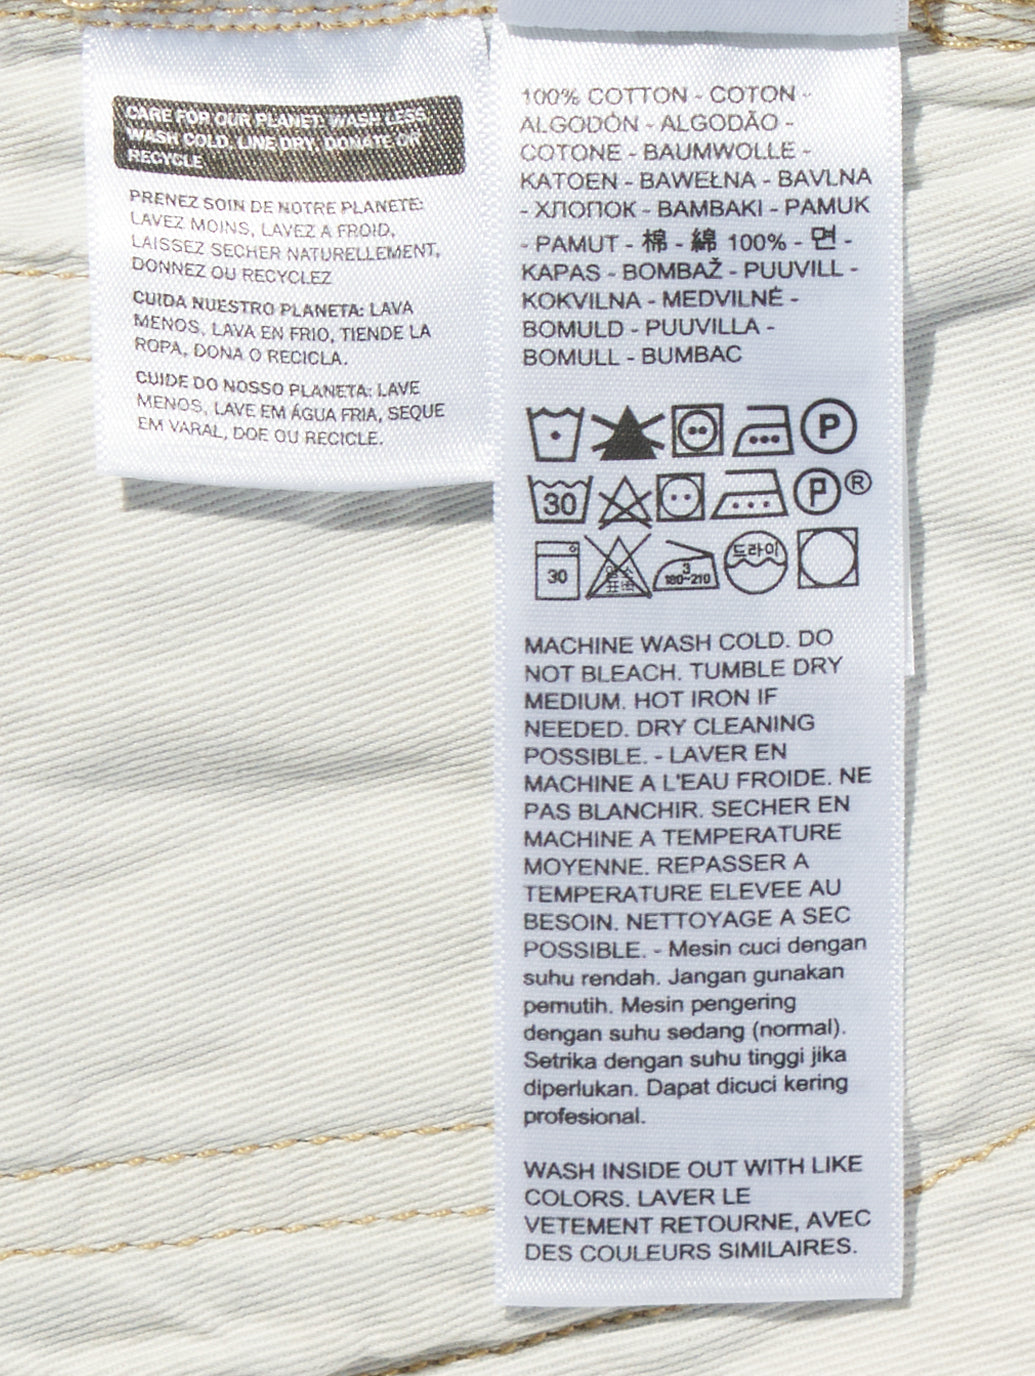 CARE FOR OUR PLANET: WASH LESS,
WASH COLD, LINE DRY, DONATE OR
RECYCLE
PRENEZ SOIN DE NOTRE PLANETE:
LAVEZ MOINS, LAVEZ A FROID,
LAISSEZ SECHER NATURELLEMENT,
DONNEZ OU RECYCLEZ
CUIDA NUESTRO PLANETA: LAVA
MENOS, LAVA EN FRIO, TIENDE LA
ROPA, DONA O RECICLA.
CUIDE DO NOSSO PLANETA: LAVE
MENOS, LAVE EM ÁGUA FRIA, SEQUE
EM VARAL, DOE OU RECICLE.
100% COTTON - COTON -
ALGODÓN - ALGODÃO -
COTONE - BAUMWOLLE -
KATOEN - BAWEŁNA - BAVLNA
- ХЛОПОК - BAMBAKI - PAMUK
- PAMUT - 棉 - 綿 100% - 면 -
KAPAS - BOMBAŽ - PUUVILL -
KOKVILNA - MEDVILNĖ -
BOMULD - PUUVILLA -
BOMULL - BUMBAC
P
30 P ®
30 염소표백 3 180~210 드라이
MACHINE WASH COLD. DO
NOT BLEACH. TUMBLE DRY
MEDIUM. HOT IRON IF
NEEDED. DRY CLEANING
POSSIBLE. - LAVER EN
MACHINE A L'EAU FROIDE. NE
PAS BLANCHIR. SECHER EN
MACHINE A TEMPERATURE
MOYENNE. REPASSER A
TEMPERATURE ELEVEE AU
BESOIN. NETTOYAGE A SEC
POSSIBLE. - Mesin cuci dengan
suhu rendah. Jangan gunakan
pemutih. Mesin pengering
dengan suhu sedang (normal).
Setrika dengan suhu tinggi jika
diperlukan. Dapat dicuci kering
profesional.
WASH INSIDE OUT WITH LIKE
COLORS. LAVER LE
VETEMENT RETOURNE, AVEC
DES COULEURS SIMILAIRES.